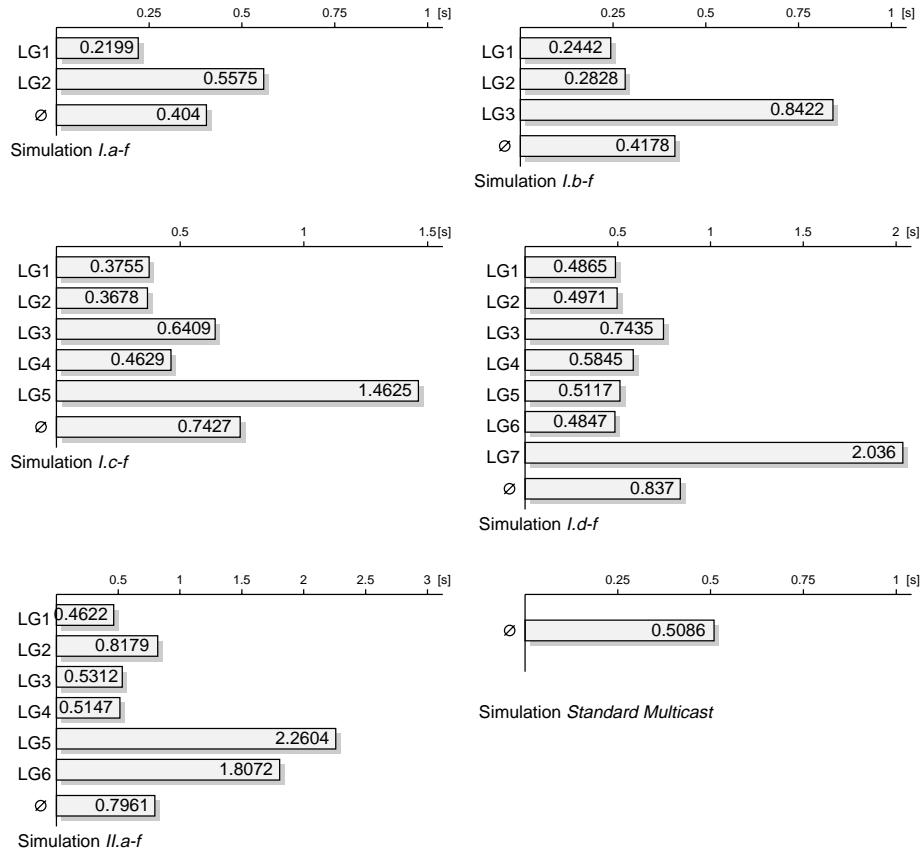 0.25 0.5 0.75 1 [s]
LG1 0.2199
LG2 0.5575
∅ 0.404
Simulation I.a-f
0.25 0.5 0.75 1 [s]
LG1 0.2442
LG2 0.2828
LG3 0.8422
∅ 0.4178
Simulation I.b-f
0.5 1 1.5 [s]
LG1 0.3755
LG2 0.3678
LG3 0.6409
LG4 0.4629
LG5 1.4625
∅ 0.7427
Simulation I.c-f
0.5 1 1.5 2 [s]
LG1 0.4865
LG2 0.4971
LG3 0.7435
LG4 0.5845
LG5 0.5117
LG6 0.4847
LG7 2.036
∅ 0.837
Simulation I.d-f
0.5 1 1.5 2 2.5 3 [s]
LG1 0.4622
LG2 0.8179
LG3 0.5312
LG4 0.5147
LG5 2.2604
LG6 1.8072
∅ 0.7961
Simulation II.a-f
0.25 0.5 0.75 1 [s]
∅ 0.5086
Simulation Standard Multicast